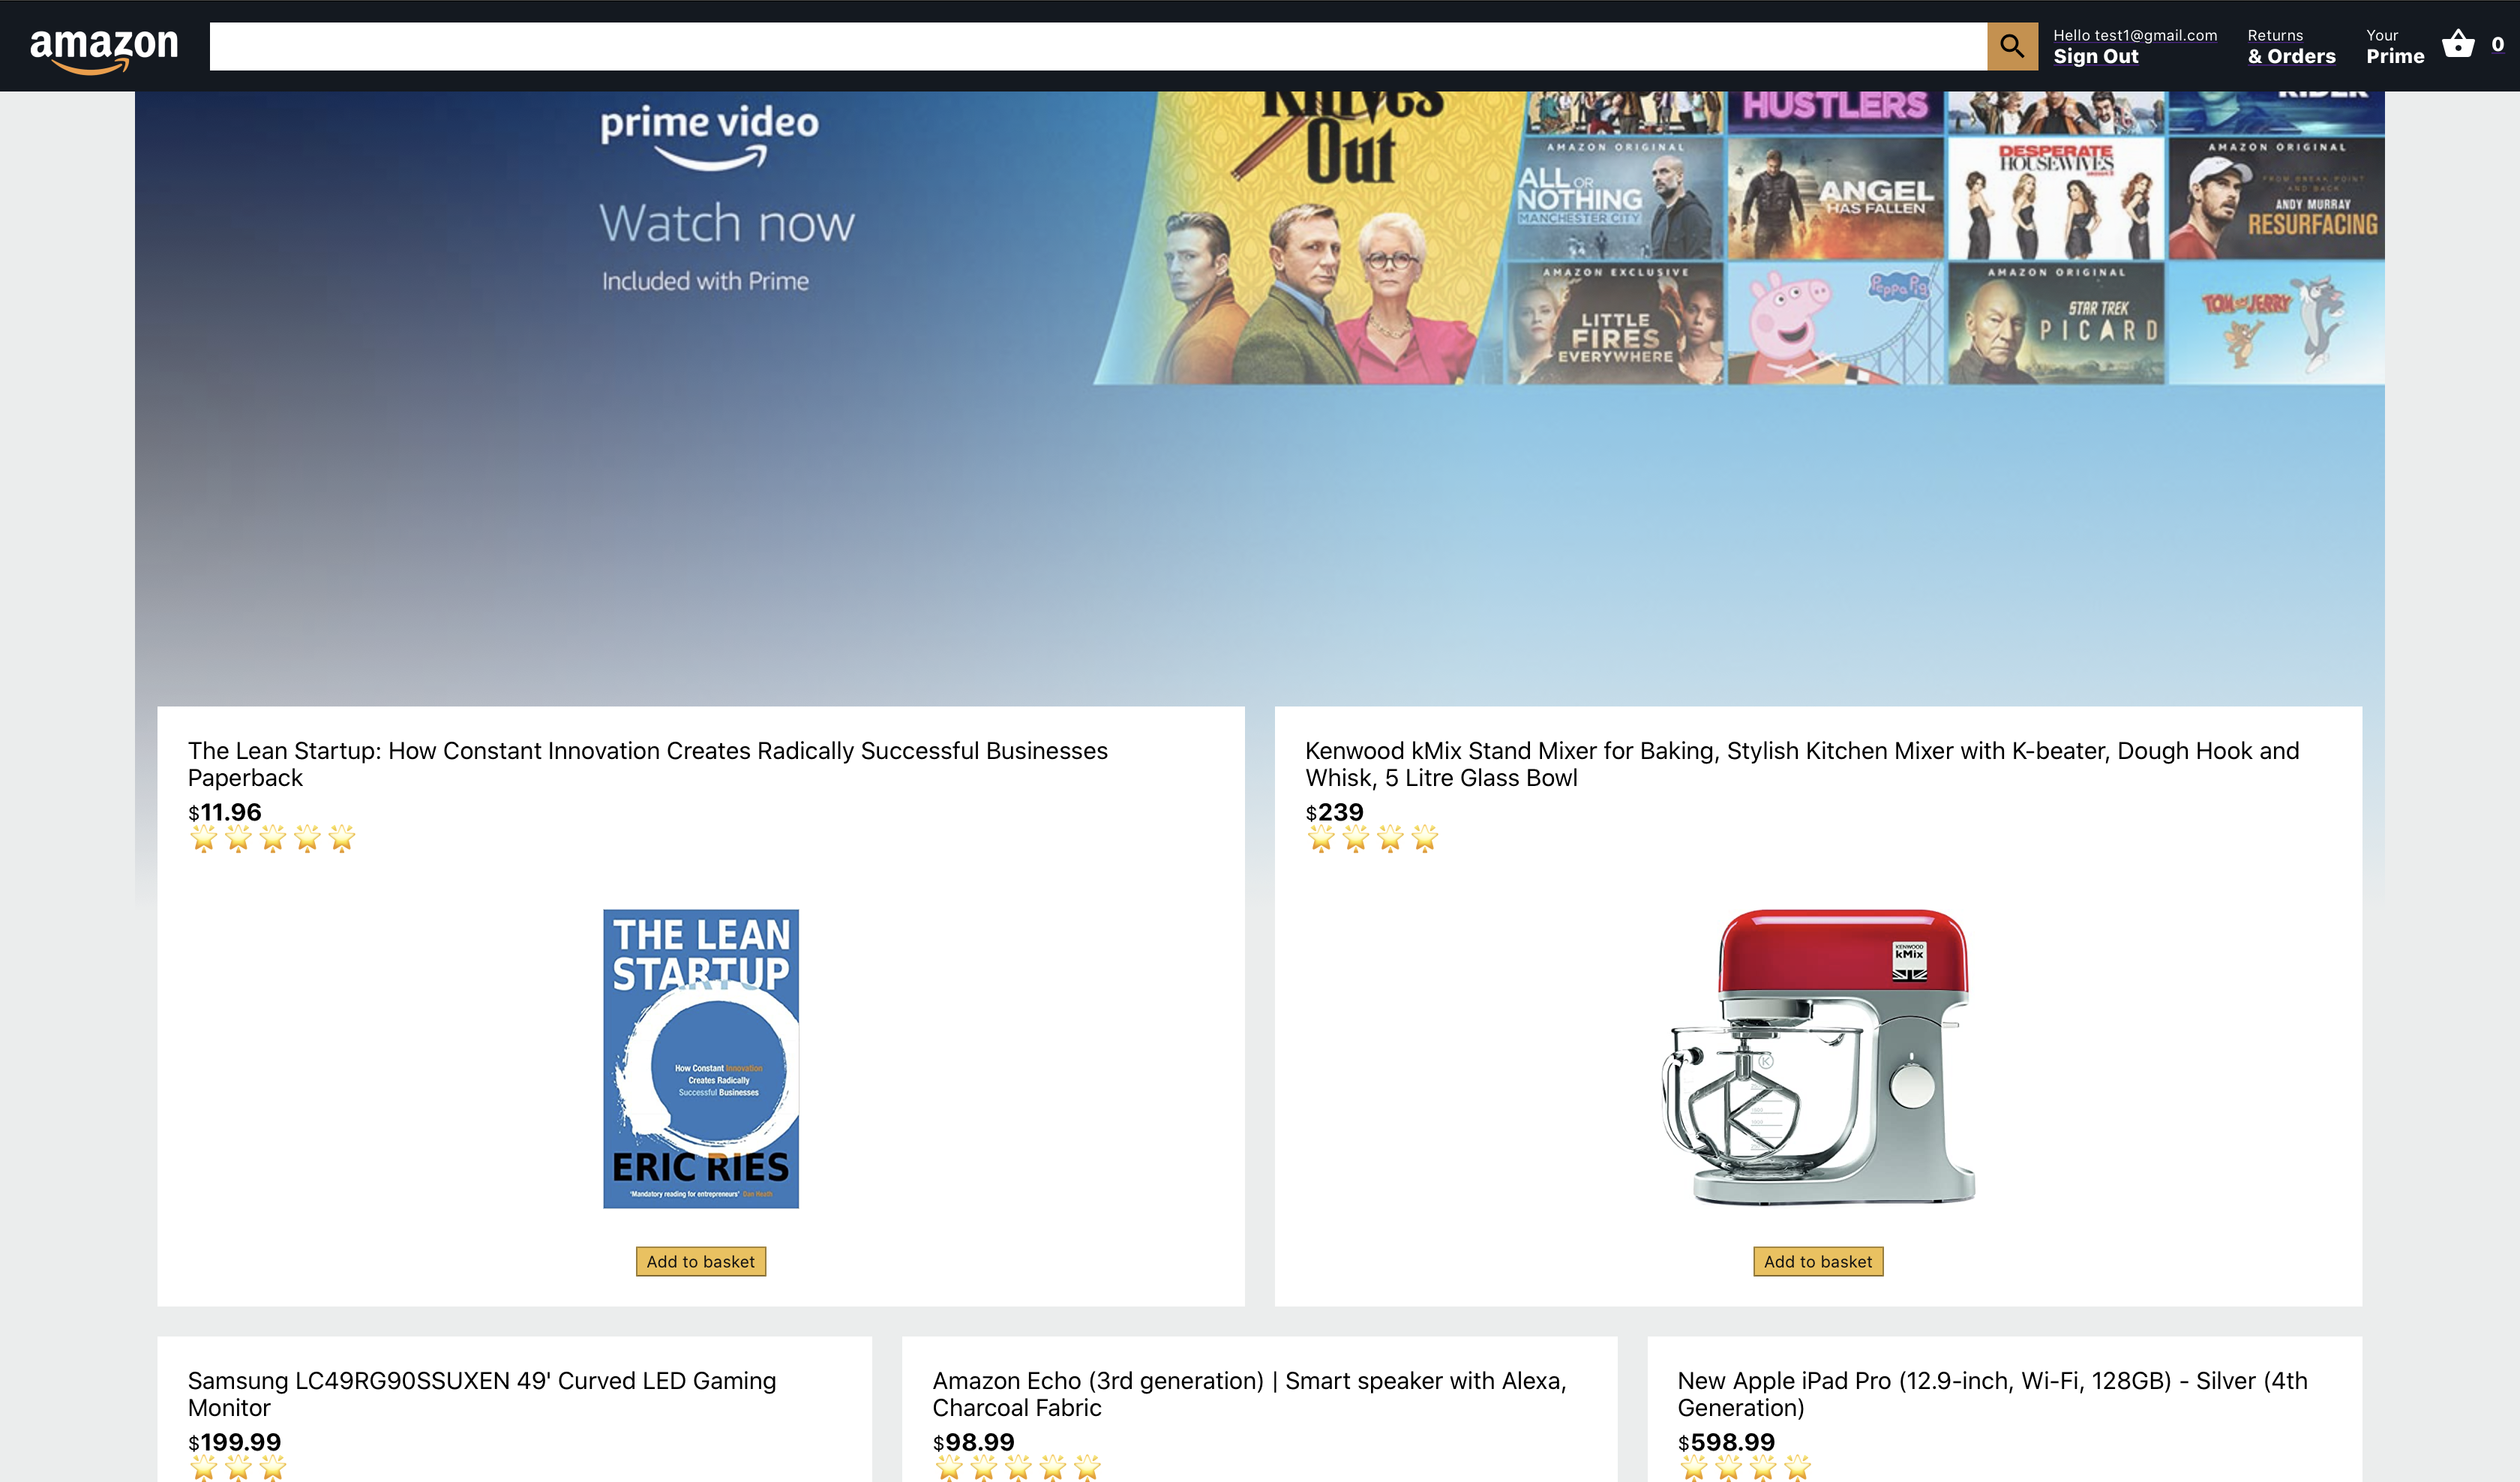 amazon
Hello test1@gmail.com
Sign Out
Returns
& Orders
Your
Prime
0
prime video
Watch now
Included with Prime
Knives
Out
HUSTLERS
RIDER
AMAZON ORIGINAL
ALL OR
NOTHING
MANCHESTER CITY
ANGEL
HAS FALLEN
DESPERATE
HOUSEWIVES
AMAZON ORIGINAL
ANDY MURRAY
RESURFACING
AMAZON EXCLUSIVE
LITTLE
FIRES
EVERYWHERE
Peppa Pig
AMAZON ORIGINAL
STAR TREK
PICARD
TOM and JERRY
The Lean Startup: How Constant Innovation Creates Radically Successful Businesses
Paperback
$11.96
THE LEAN
STARTUP
How Constant Innovation
Creates Radically
Successful Businesses
ERIC RIES
'Mandatory reading for entrepreneurs' Dan Heath
Add to basket
Kenwood kMix Stand Mixer for Baking, Stylish Kitchen Mixer with K-beater, Dough Hook and
Whisk, 5 Litre Glass Bowl
$239
KENWOOD
kMix
Add to basket
Samsung LC49RG90SSUXEN 49' Curved LED Gaming
Monitor
$199.99
Amazon Echo (3rd generation) | Smart speaker with Alexa,
Charcoal Fabric
$98.99
New Apple iPad Pro (12.9-inch, Wi-Fi, 128GB) - Silver (4th
Generation)
$598.99